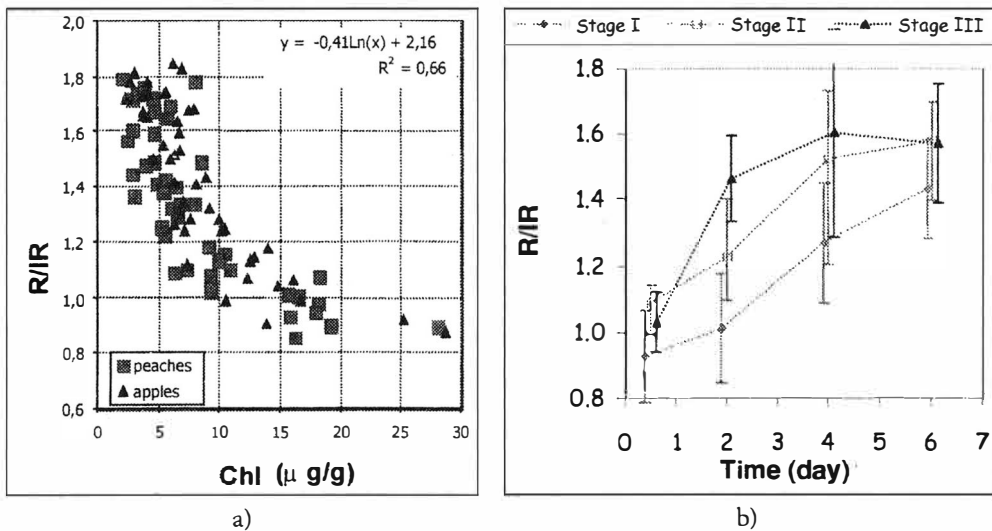 y = -0,41Ln(x) + 2,16
R² = 0,66
2,0
1,8
1,6
1,4
1,2
1,0
0,8
0,6
R/IR
peaches
apples
0 5 10 15 20 25 30
Chl (μ g/g)
a)
Stage I Stage II Stage III
1.8
1.6
1.4
1.2
1.0
0.8
R/IR
0 1 2 3 4 5 6 7
Time (day)
b)